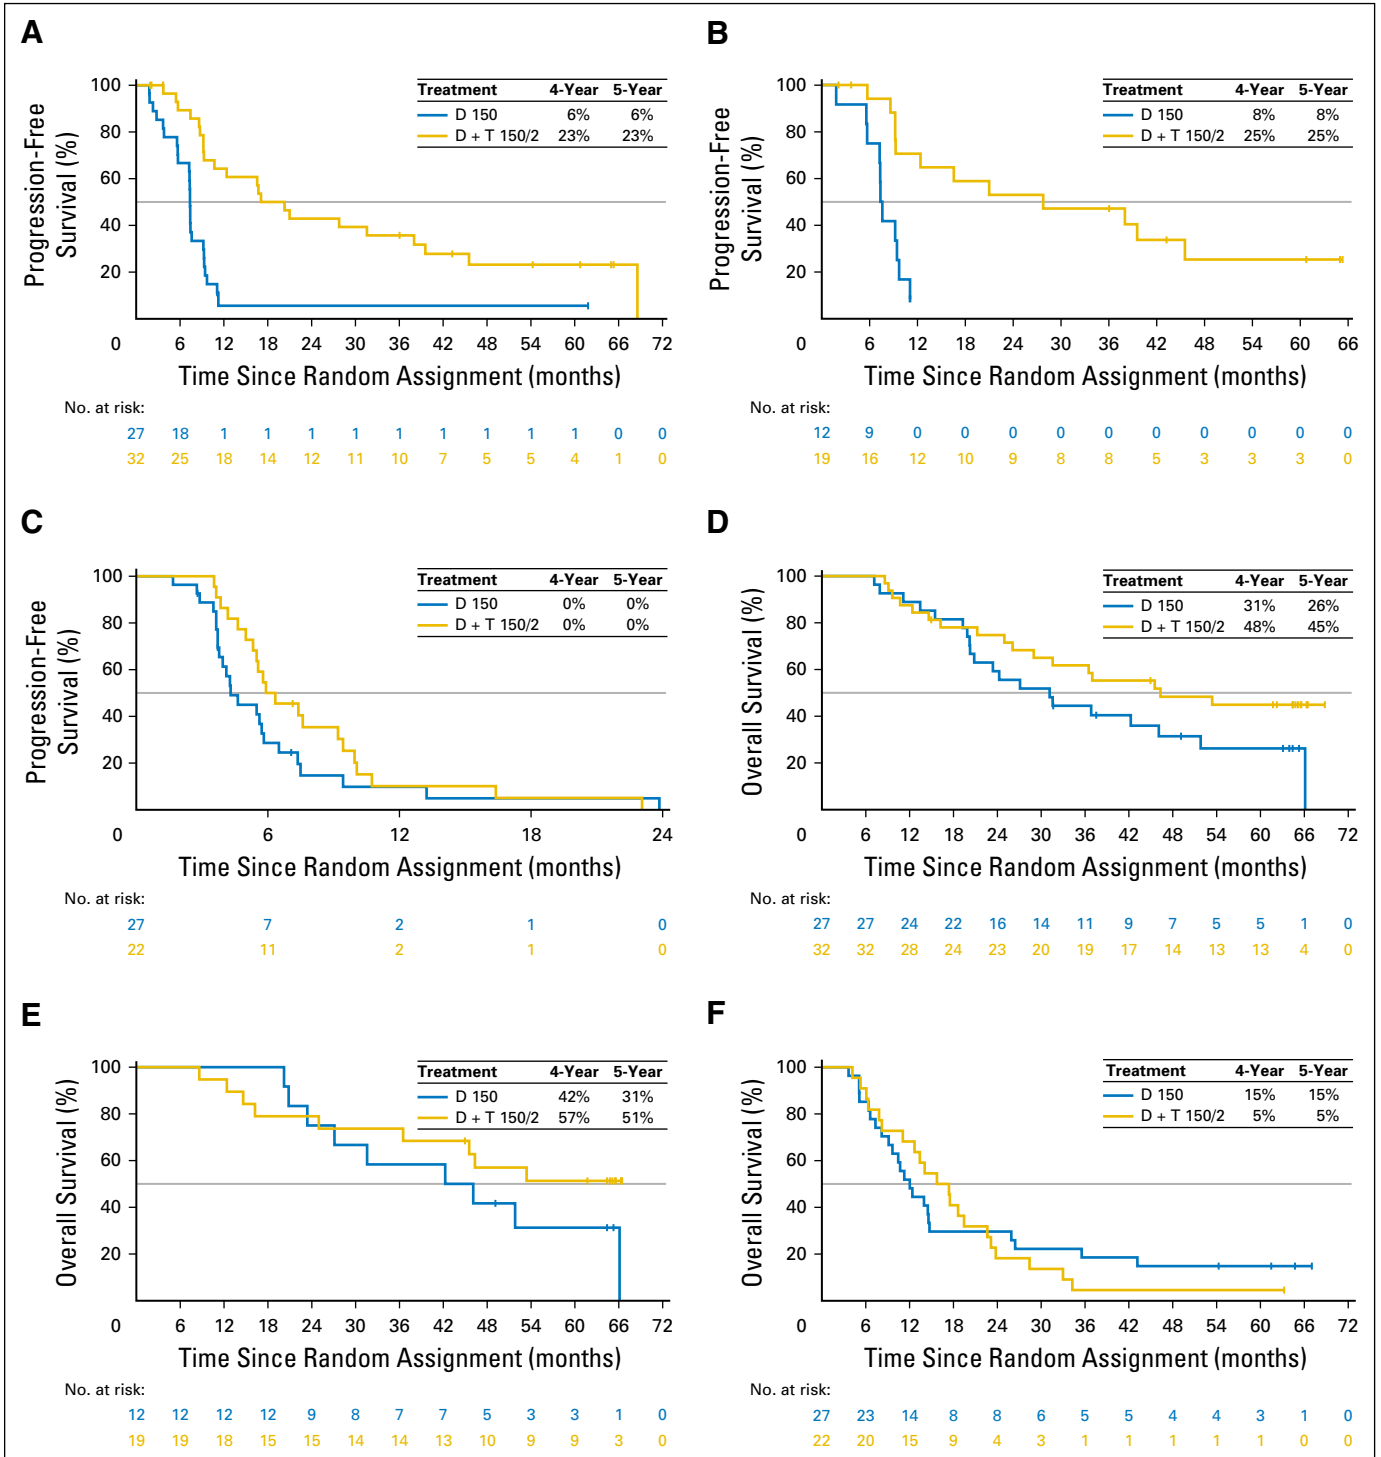 A
Progression-Free
Survival (%)
100
80
60
40
20
0
6 12 18 24 30 36 42 48 54 60 66 72
Treatment 4-Year 5-Year
D 150 6% 6%
D + T 150/2 23% 23%
Time Since Random Assignment (months)
No. at risk:
27 18 1 1 1 1 1 1 1 1 1 0 0
32 25 18 14 12 11 10 7 5 5 4 1 0
B
Progression-Free
Survival (%)
100
80
60
40
20
0
6 12 18 24 30 36 42 48 54 60 66
Treatment 4-Year 5-Year
D 150 8% 8%
D + T 150/2 25% 25%
Time Since Random Assignment (months)
No. at risk:
12 9 0 0 0 0 0 0 0 0 0 0
19 16 12 10 9 8 8 5 3 3 3 0
C
Progression-Free
Survival (%)
100
80
60
40
20
0
6 12 18 24
Treatment 4-Year 5-Year
D 150 0% 0%
D + T 150/2 0% 0%
Time Since Random Assignment (months)
No. at risk:
27 7 2 1 0
22 11 2 1 0
D
Overall Survival (%)
100
80
60
40
20
0
6 12 18 24 30 36 42 48 54 60 66 72
Treatment 4-Year 5-Year
D 150 31% 26%
D + T 150/2 48% 45%
Time Since Random Assignment (months)
No. at risk:
27 27 24 22 16 14 11 9 7 5 5 1 0
32 32 28 24 23 20 19 17 14 13 13 4 0
E
Overall Survival (%)
100
80
60
40
20
0
6 12 18 24 30 36 42 48 54 60 66 72
Treatment 4-Year 5-Year
D 150 42% 31%
D + T 150/2 57% 51%
Time Since Random Assignment (months)
No. at risk:
12 12 12 12 9 8 7 7 5 3 3 1 0
19 19 18 15 15 14 14 13 10 9 9 3 0
F
Overall Survival (%)
100
80
60
40
20
0
6 12 18 24 30 36 42 48 54 60 66 72
Treatment 4-Year 5-Year
D 150 15% 15%
D + T 150/2 5% 5%
Time Since Random Assignment (months)
No. at risk:
27 23 14 8 8 6 5 5 4 4 3 1 0
22 20 15 9 4 3 1 1 1 1 1 0 0